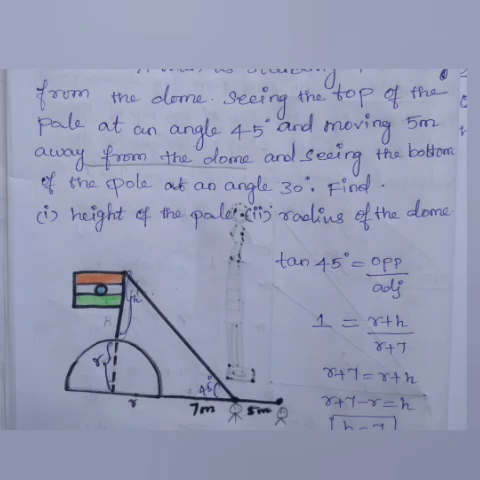 from the dome. Seeing the top of the
pale at an angle 45° and moving 5m
away from the dome and seeing the bottom
of the pole at an angle 30°. Find.
(i) height of the pale (ii) radius of the dome
tan 45° = opp
adj
1 = r+h
r+7
r+7 = r+h
r+7-r = h
h = 7
h
h
r
r
45°
7m
5m